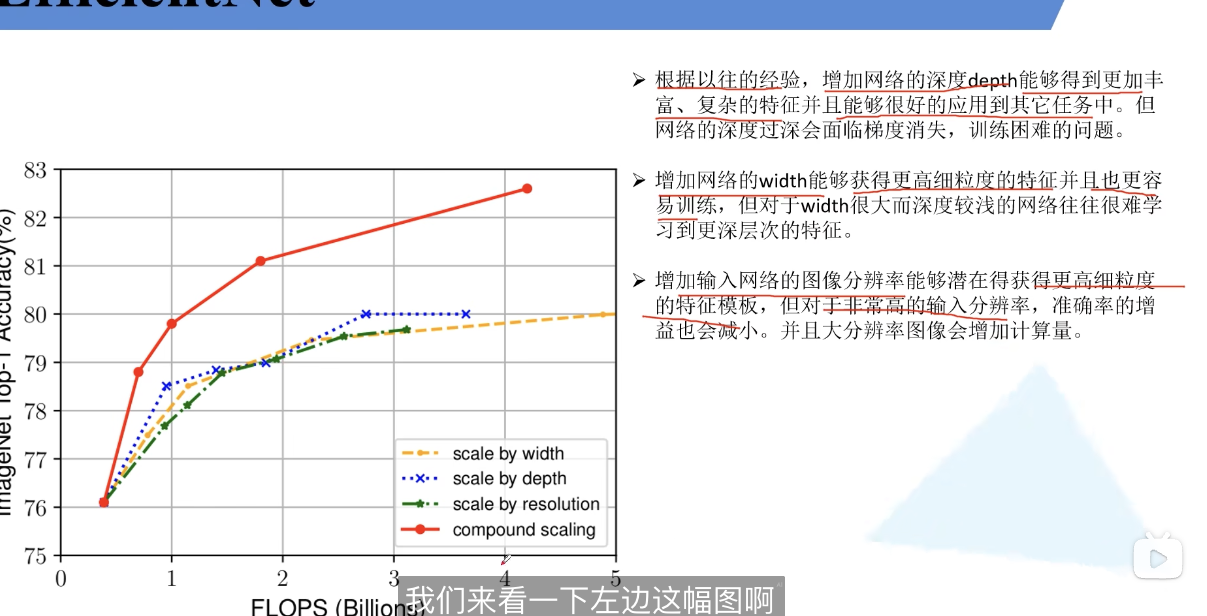 EfficientNet
➢ 根据以往的经验，增加网络的深度depth能够得到更加丰
富、复杂的特征并且能够很好的应用到其它任务中。但
网络的深度过深会面临梯度消失，训练困难的问题。
➢ 增加网络的width能够获得更高细粒度的特征并且也更容
易训练，但对于width很大而深度较浅的网络往往很难学
习到更深层次的特征。
➢ 增加输入网络的图像分辨率能够潜在得获得更高细粒度
的特征模板，但对于非常高的输入分辨率，准确率的增
益也会减小。并且大分辨率图像会增加计算量。
ImageNet Top-1 Accuracy(%)
83
82
81
80
79
78
77
76
75
0 1 2 3 4 5
FLOPS (Billions)
scale by width
scale by depth
scale by resolution
compound scaling
我们来看一下左边这幅图啊